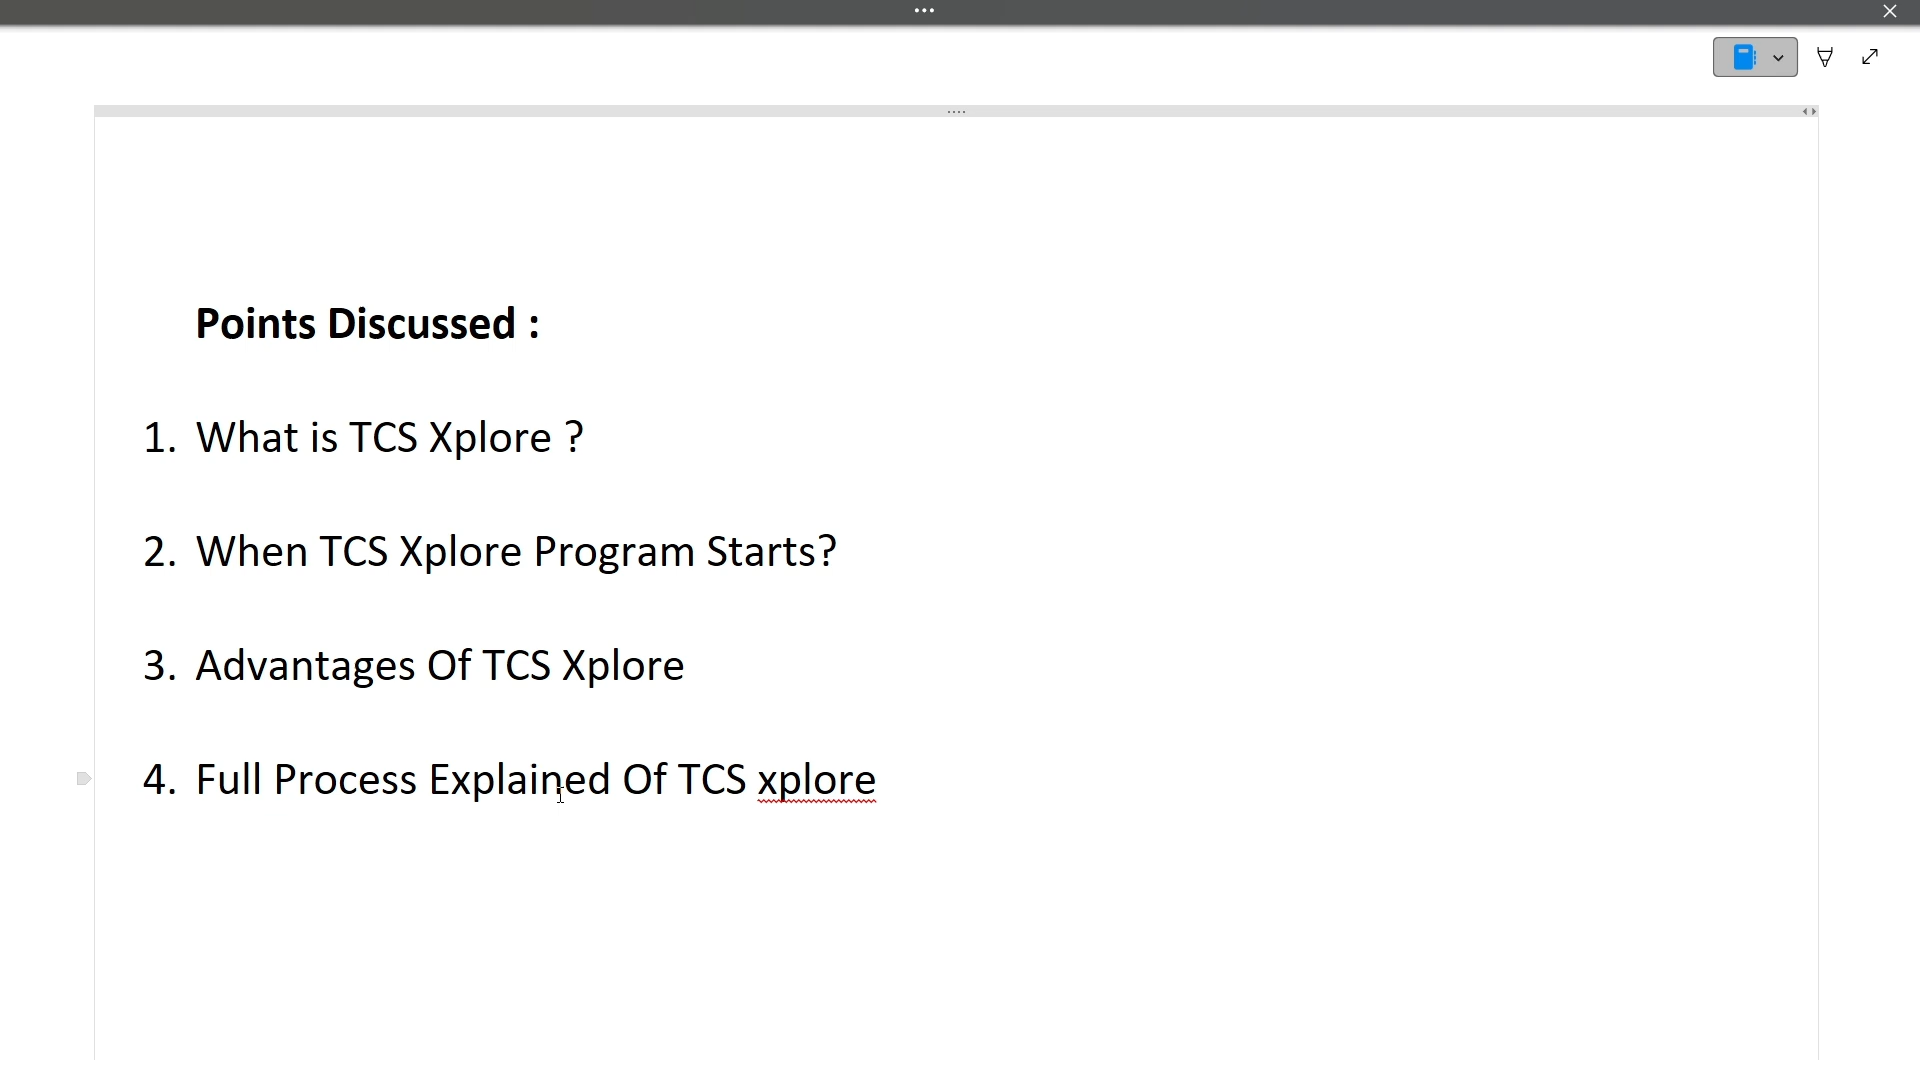 Points Discussed :
1. What is TCS Xplore ?
2. When TCS Xplore Program Starts?
3. Advantages Of TCS Xplore
4. Full Process Explained Of TCS xplore